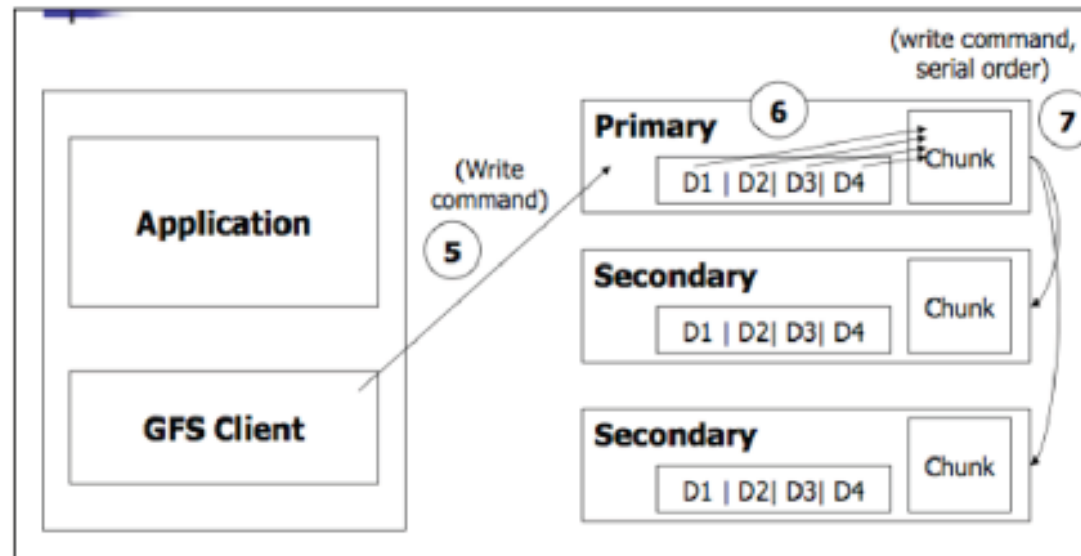 (write command,
serial order)
6
7
Primary
Chunk
D1 | D2| D3| D4
(Write
command)
5
Application
Secondary
Chunk
D1 | D2| D3| D4
GFS Client
Secondary
Chunk
D1 | D2| D3| D4